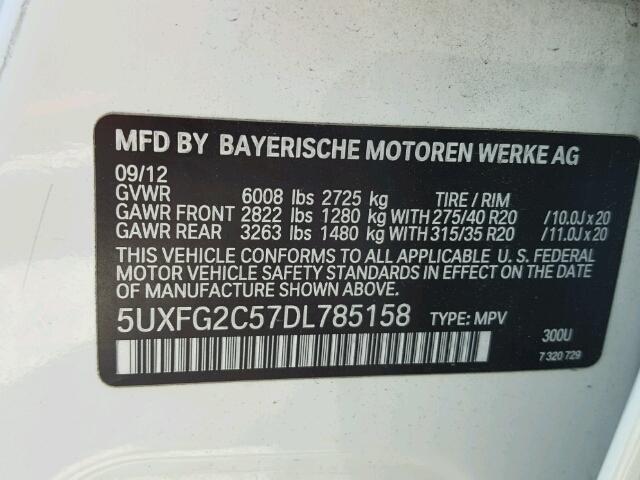 MFD BY BAYERISCHE MOTOREN WERKE AG
09/12
GVWR 6008 lbs 2725 kg TIRE / RIM
GAWR FRONT 2822 lbs 1280 kg WITH 275/40 R20 /10.0J x 20
GAWR REAR 3263 lbs 1480 kg WITH 315/35 R20 /11.0J x 20
THIS VEHICLE CONFORMS TO ALL APPLICABLE U. S. FEDERAL
MOTOR VEHICLE SAFETY STANDARDS IN EFFECT ON THE
DATE OF MANUFACTURE SHOWN ABOVE.
5UXFG2C57DL785158 TYPE: MPV
300U
7 320 729